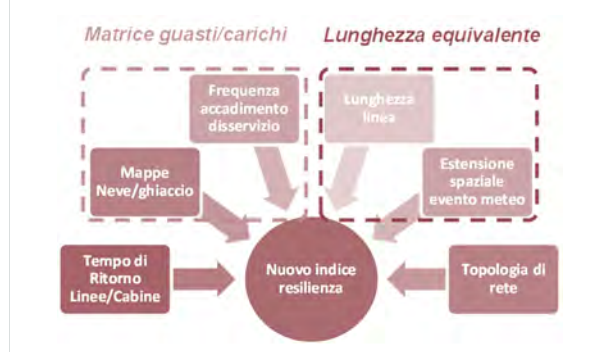 Matrice guasti/carichi
Lunghezza equivalente
Frequenza
accadimento
disservizio
Lunghezza
linea
Mappe
Neve/ghiaccio
Estensione
spaziale
evento meteo
Tempo di
Ritorno
Linee/Cabine
Nuovo indice
resilienza
Topologia di
rete